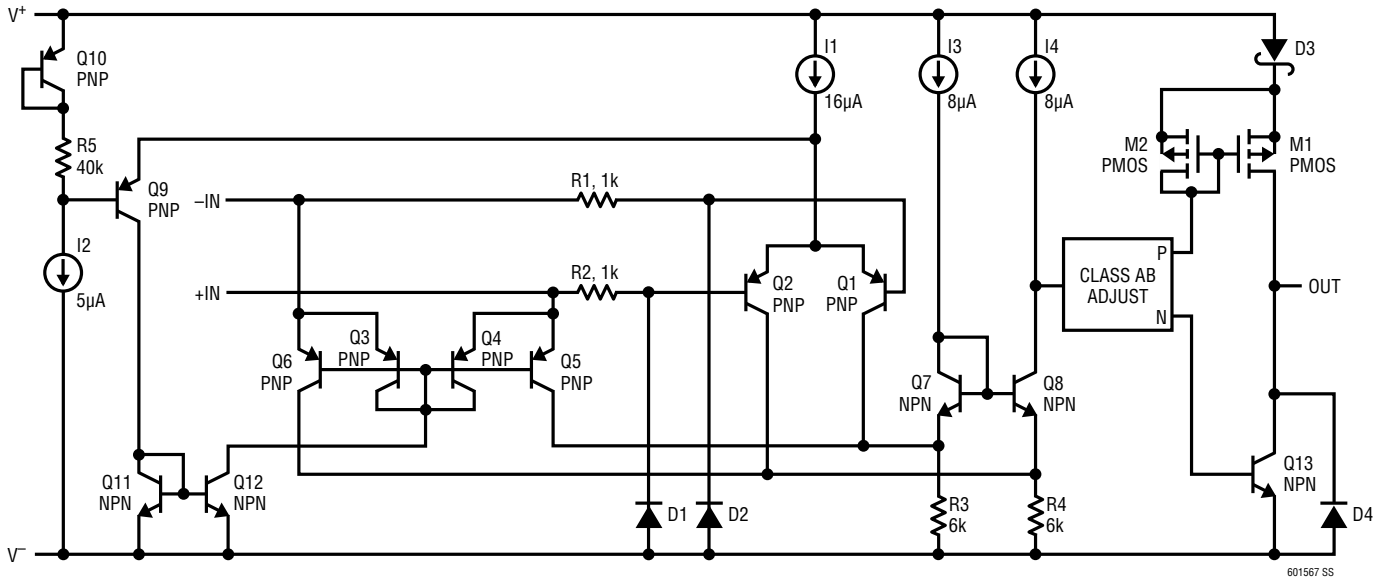 V+
Q10
PNP
R5
40k
I2
5µA
Q9
PNP
–IN
+IN
R1, 1k
R2, 1k
I1
16µA
I3
8µA
I4
8µA
D3
M2
PMOS
M1
PMOS
Q2
PNP
Q1
PNP
Q6
PNP
Q3
PNP
Q4
PNP
Q5
PNP
Q7
NPN
Q8
NPN
P
CLASS AB
ADJUST
N
OUT
Q11
NPN
Q12
NPN
D1
D2
R3
6k
R4
6k
Q13
NPN
D4
V–
601567 SS